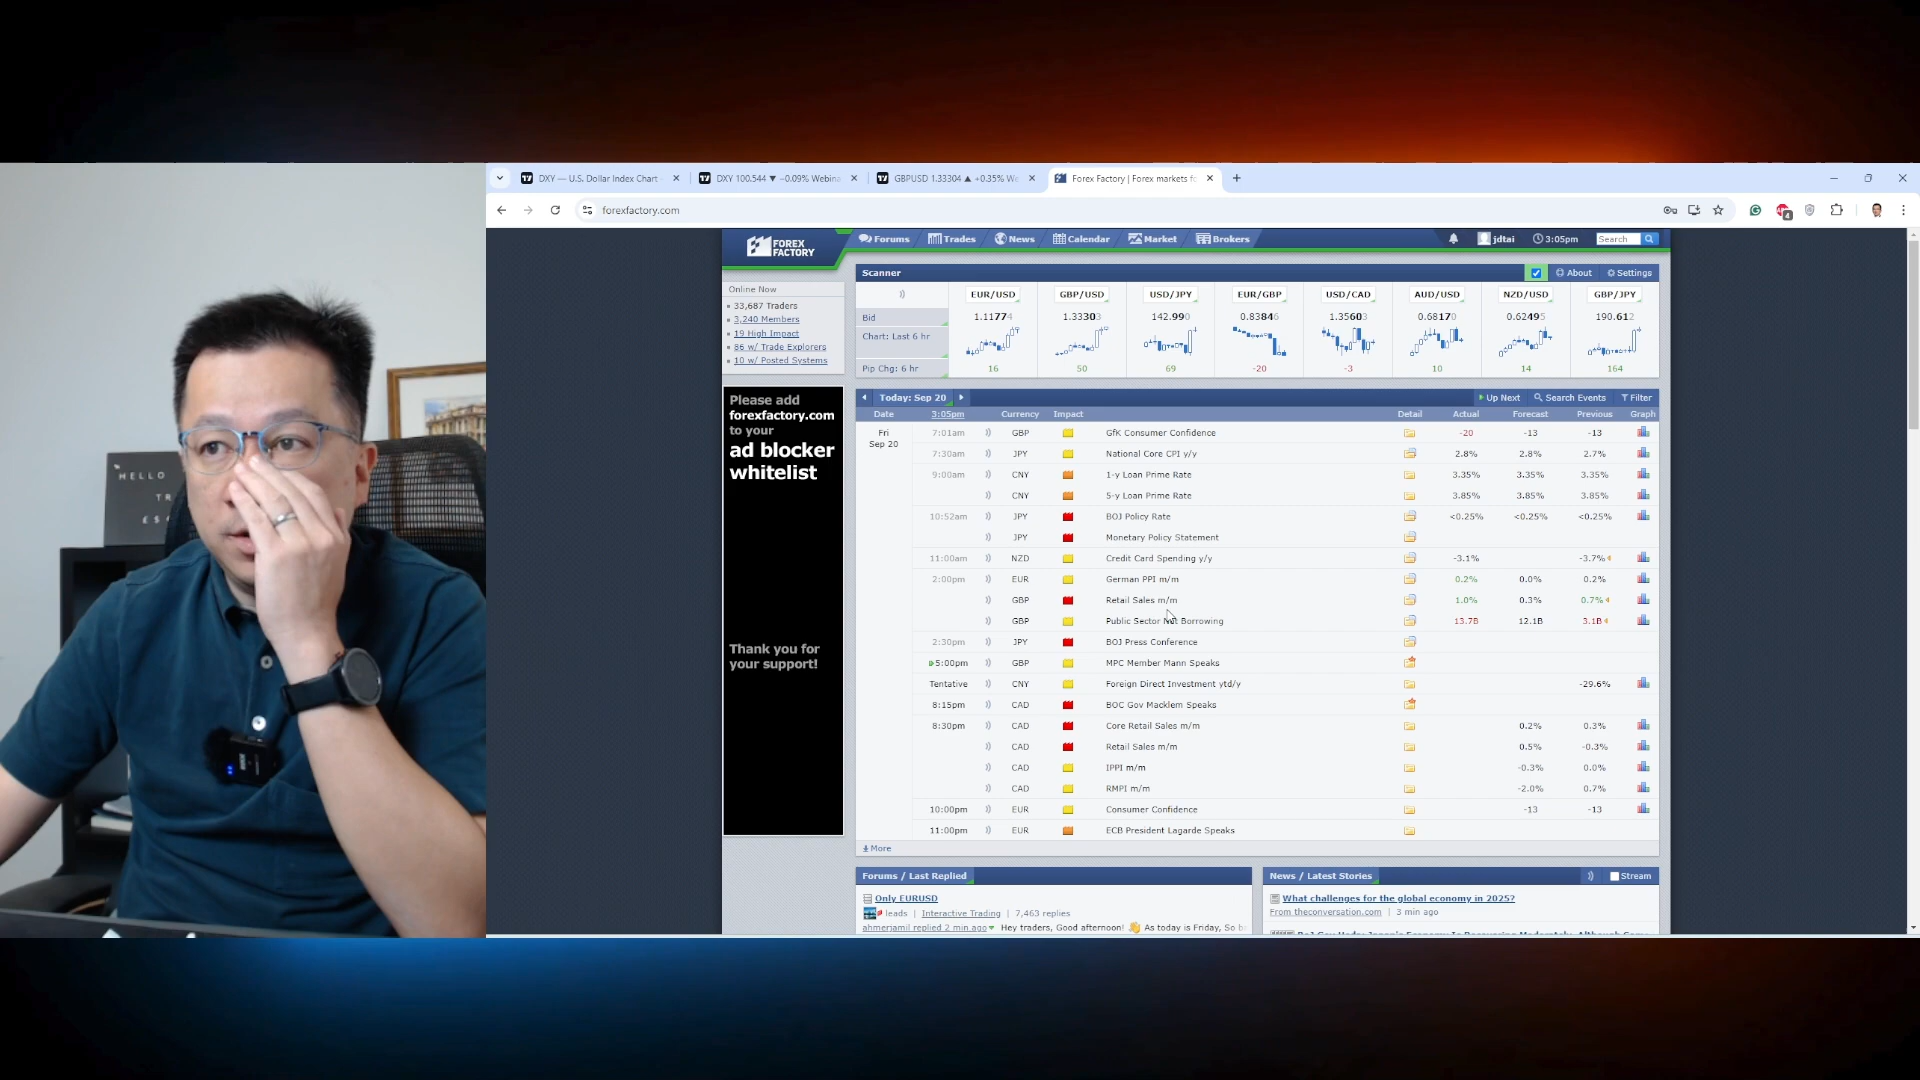 DXY — U.S. Dollar Index Chart
DXY 100.544 ▼ −0.09% Webina
GBPUSD 1.33304 ▲ +0.35% We
Forex Factory | Forex markets fo
forexfactory.com
4
FOREX FACTORY
Forums
Trades
News
Calendar
Market
Brokers
jdtai
3:05pm
Search
Online Now
33,687 Traders
3,240 Members
19 High Impact
86 w/ Trade Explorers
10 w/ Posted Systems
Please add
forexfactory.com
to your
ad blocker
whitelist
Thank you for
your support!
Scanner
About
Settings
EUR/USD GBP/USD USD/JPY EUR/GBP USD/CAD AUD/USD NZD/USD GBP/JPY
Bid 1.11774 1.33303 142.990 0.83846 1.35603 0.68170 0.62495 190.612
Chart: Last 6 hr
Pip Chg: 6 hr 16 50 69 -20 -3 10 14 164
Today: Sep 20
Up Next
Search Events
Filter
Date 3:05pm Currency Impact Detail Actual Forecast Previous Graph
Fri
Sep 20
7:01am GBP GfK Consumer Confidence -20 -13 -13
7:30am JPY National Core CPI y/y 2.8% 2.8% 2.7%
9:00am CNY 1-y Loan Prime Rate 3.35% 3.35% 3.35%
CNY 5-y Loan Prime Rate 3.85% 3.85% 3.85%
10:52am JPY BOJ Policy Rate <0.25% <0.25% <0.25%
JPY Monetary Policy Statement
11:00am NZD Credit Card Spending y/y -3.1% -3.7%
2:00pm EUR German PPI m/m 0.2% 0.0% 0.2%
GBP Retail Sales m/m 1.0% 0.3% 0.7%
GBP Public Sector Net Borrowing 13.7B 12.1B 3.1B
2:30pm JPY BOJ Press Conference
5:00pm GBP MPC Member Mann Speaks
Tentative CNY Foreign Direct Investment ytd/y -29.6%
8:15pm CAD BOC Gov Macklem Speaks
8:30pm CAD Core Retail Sales m/m 0.2% 0.3%
CAD Retail Sales m/m 0.5% -0.3%
CAD IPPI m/m -0.3% 0.0%
CAD RMPI m/m -2.0% 0.7%
10:00pm EUR Consumer Confidence -13 -13
11:00pm EUR ECB President Lagarde Speaks
More
Forums / Last Replied
Only EURUSD
leads | Interactive Trading | 7,463 replies
ahmerjamil replied 2 min ago Hey traders, Good afternoon! 👋 As today is Friday, So b
News / Latest Stories
Stream
What challenges for the global economy in 2025?
From theconversation.com | 3 min ago
HELLO
TR
£$€